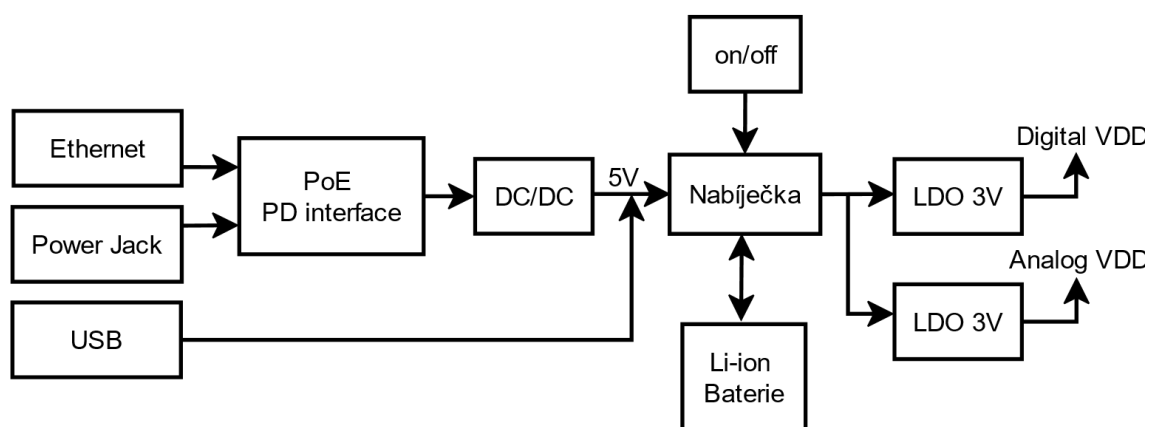 on/off
Ethernet
PoE
PD interface
DC/DC
5V
Nabíječka
LDO 3V
Digital VDD
Power Jack
Analog VDD
USB
LDO 3V
Li-ion
Baterie